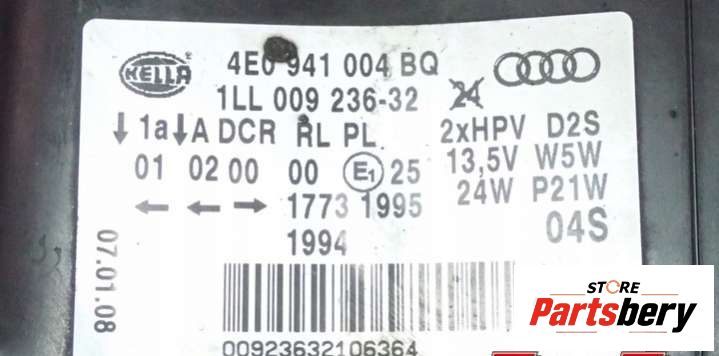 HELLA
4E0 941 004 BQ
1LL 009 236-32
24
↓1a↓A DCR RL PL
2xHPV D2S
01 02 00 00 E1 25
13,5V W5W
← ← → 1773 1995
24W P21W
1994
04S
07.01.08
00923632106364
STORE
Partsbery